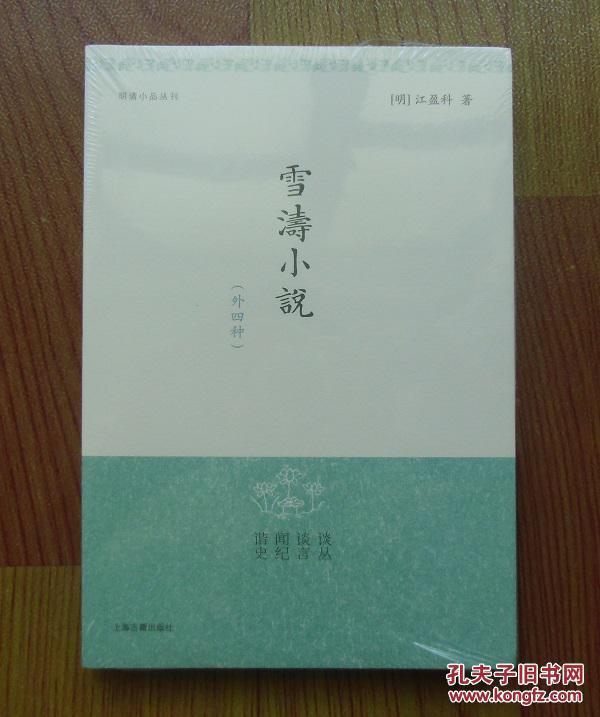 明清小品丛刊
[明] 江盈科 著
雪濤小說
(外四种)
谈丛
谈言
闻纪
谐史
上海古籍出版社
孔夫子旧书网
www.kongfz.com